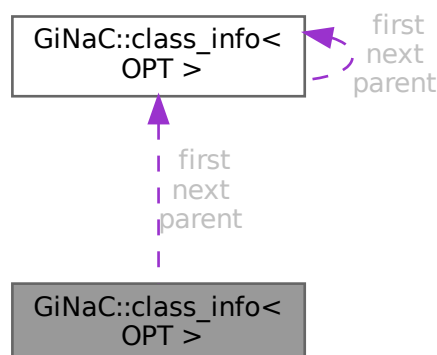 GiNaC::class_info<
OPT >
first
next
parent
first
next
parent
GiNaC::class_info<
OPT >